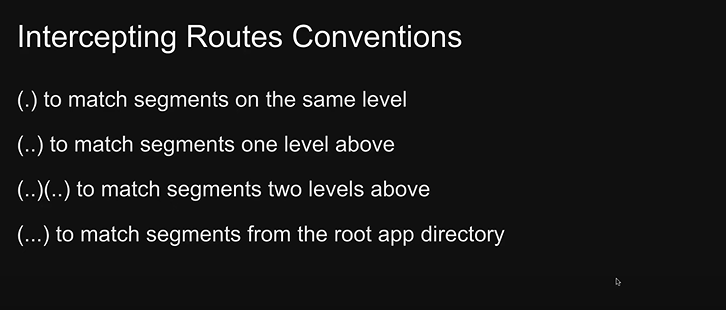 Intercepting Routes Conventions
(.) to match segments on the same level
(..) to match segments one level above
(..)(..) to match segments two levels above
(...) to match segments from the root app directory